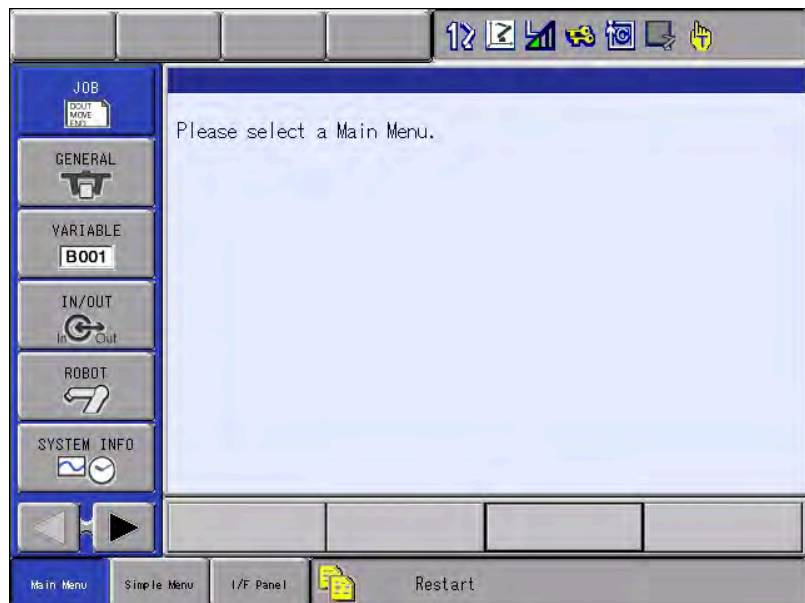 JOB
DOUT
MOVE
END
Please select a Main Menu.
GENERAL
VARIABLE
B001
IN/OUT
In Out
ROBOT
SYSTEM INFO
Main Menu
Simple Menu
I/F Panel
Restart